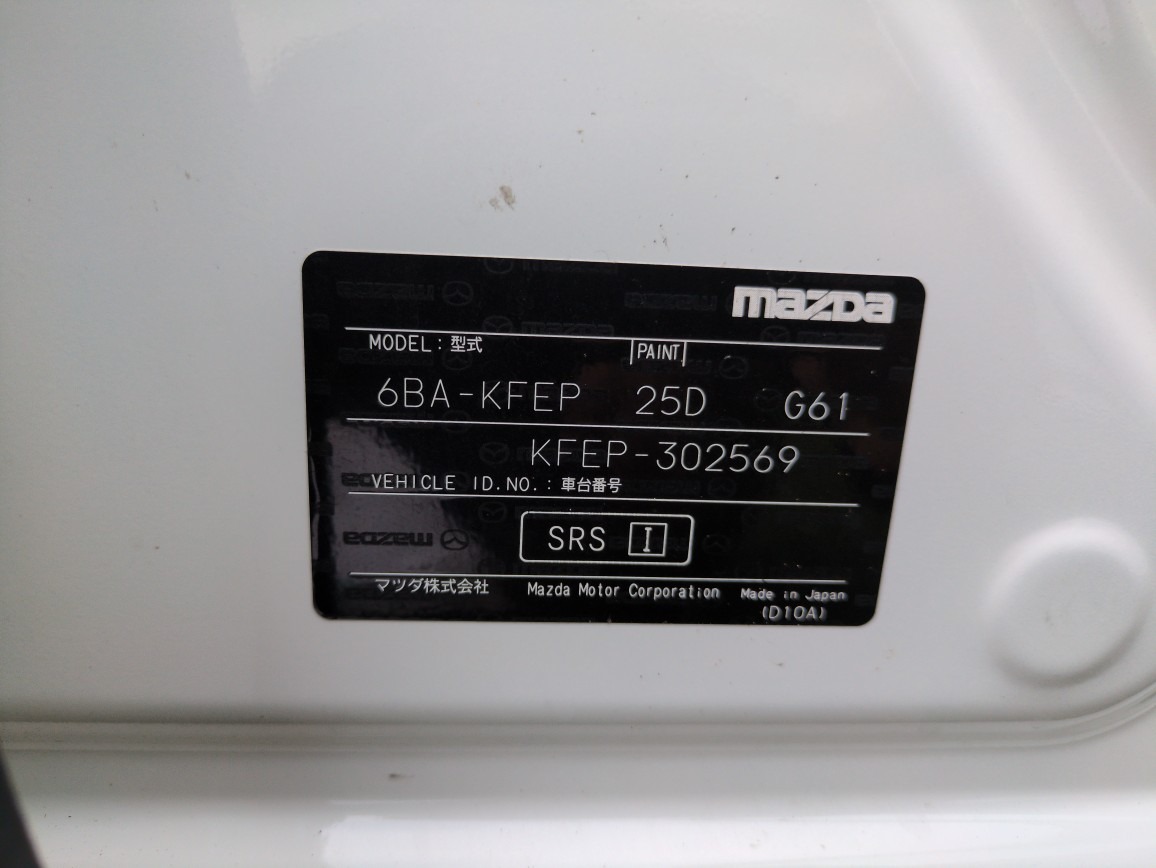 mazda
MODEL：型式 PAINT
6BA-KFEP 25D G61
KFEP-302569
VEHICLE ID.NO.：車台番号
SRS I
マツダ株式会社 Mazda Motor Corporation Made in Japan
(D10A)